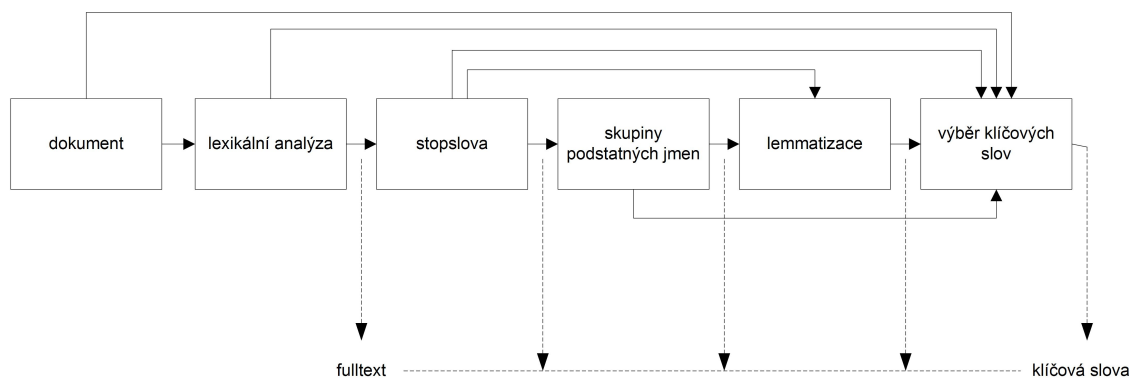 dokument
lexikální analýza
stopslova
skupiny
podstatných jmen
lemmatizace
výběr klíčových
slov
fulltext
klíčová slova